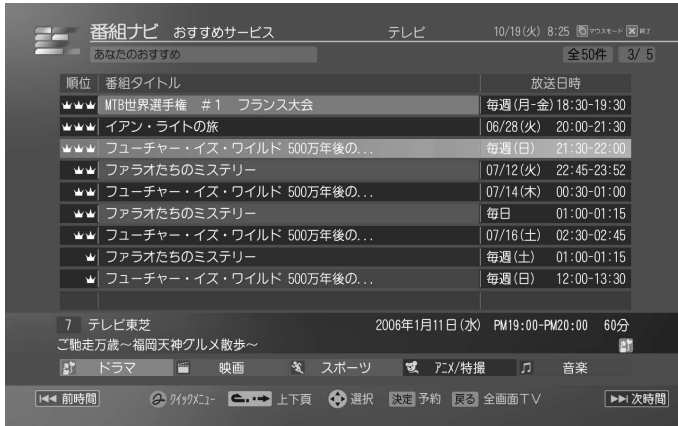 番組ナビ おすすめサービス テレビ 10/19(火) 8:25 マウスモード 終了
あなたのおすすめ 全50件 3/ 5
順位 番組タイトル 放送日時
MTB世界選手権 #1 フランス大会 毎週(月-金)18:30-19:30
イアン・ライトの旅 06/28(火) 20:00-21:30
フューチャー・イズ・ワイルド 500万年後の... 毎週(日) 21:30-22:00
ファラオたちのミステリー 07/12(火) 22:45-23:52
フューチャー・イズ・ワイルド 500万年後の... 07/14(木) 00:30-01:00
ファラオたちのミステリー 毎日 01:00-01:15
フューチャー・イズ・ワイルド 500万年後の... 07/16(土) 02:30-02:45
ファラオたちのミステリー 毎週(土) 01:00-01:15
フューチャー・イズ・ワイルド 500万年後の... 毎週(日) 12:00-13:30
7 テレビ東芝 2006年1月11日(水) PM19:00-PM20:00 60分
ご馳走万歳~福岡天神グルメ散歩~
ドラマ 映画 スポーツ アニメ/特撮 音楽
前時間 クイックメニュー 上下頁 選択 決定 予約 戻る 全画面TV 次時間